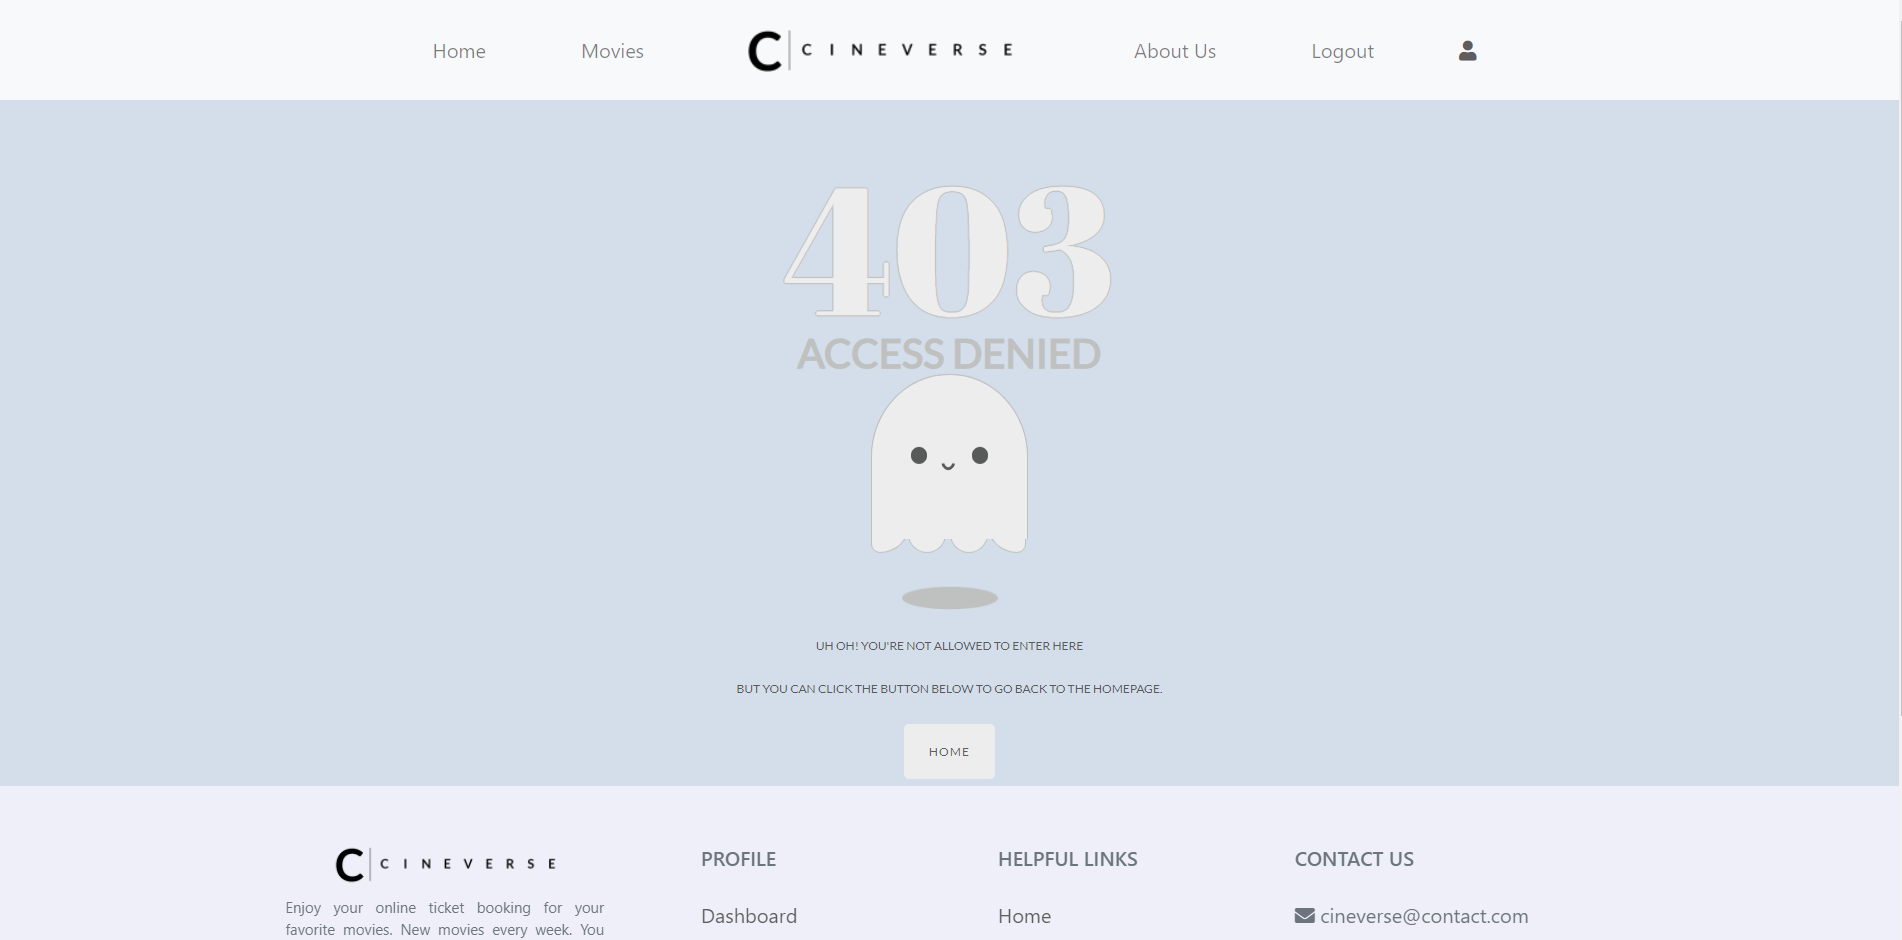 Home
Movies
C|CINEVERSE
About Us
Logout
403
ACCESS DENIED
UH OH! YOU'RE NOT ALLOWED TO ENTER HERE
BUT YOU CAN CLICK THE BUTTON BELOW TO GO BACK TO THE HOMEPAGE.
HOME
C|CINEVERSE
Enjoy your online ticket booking for your
favorite movies. New movies every week. You
PROFILE
Dashboard
HELPFUL LINKS
Home
CONTACT US
cineverse@contact.com